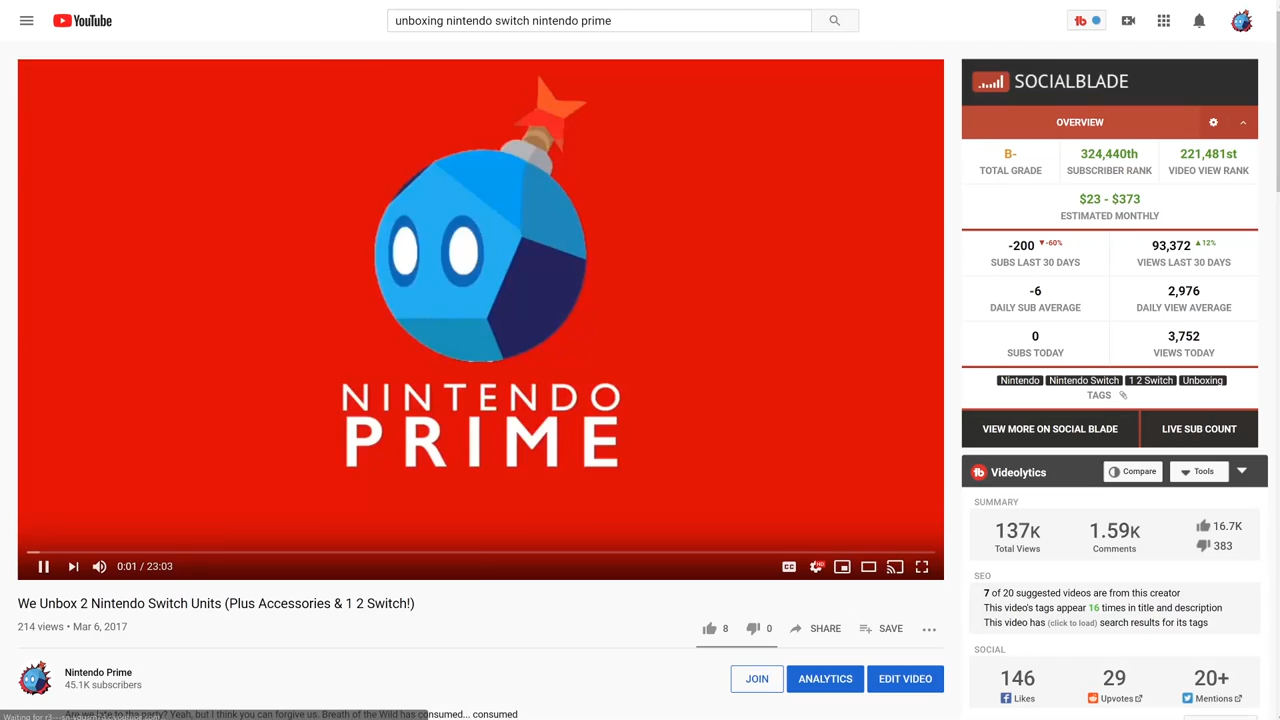 YouTube
unboxing nintendo switch nintendo prime
tb
NINTENDO
PRIME
0:01 / 23:03
CC
HD
We Unbox 2 Nintendo Switch Units (Plus Accessories & 1 2 Switch!)
214 views • Mar 6, 2017
8
0
SHARE
SAVE
Nintendo Prime
45.1K subscribers
JOIN
ANALYTICS
EDIT VIDEO
Are we late to tha party? Yeah, but I think you can forgive us. Breath of the Wild has consumed... consumed
SOCIALBLADE
OVERVIEW
B- 324,440th 221,481st
TOTAL GRADE SUBSCRIBER RANK VIDEO VIEW RANK
$23 - $373
ESTIMATED MONTHLY
-200 ▼-60% 93,372 ▲12%
SUBS LAST 30 DAYS VIEWS LAST 30 DAYS
-6 2,976
DAILY SUB AVERAGE DAILY VIEW AVERAGE
0 3,752
SUBS TODAY VIEWS TODAY
Nintendo Nintendo Switch 1 2 Switch Unboxing
TAGS
VIEW MORE ON SOCIAL BLADE LIVE SUB COUNT
tb Videolytics Compare Tools
SUMMARY
137K 1.59K 16.7K
Total Views Comments 383
SEO
7 of 20 suggested videos are from this creator
This video's tags appear 16 times in title and description
This video has (click to load) search results for its tags
SOCIAL
146 29 20+
Likes Upvotes Mentions